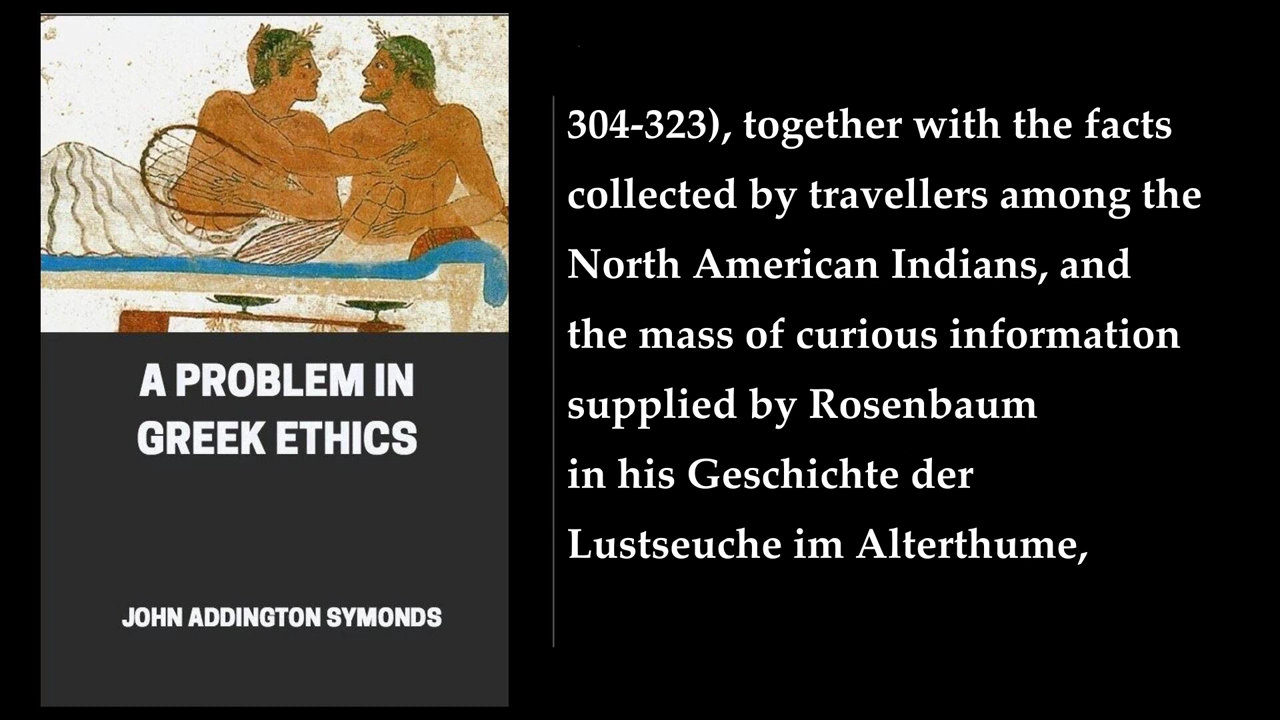 A PROBLEM IN
GREEK ETHICS
JOHN ADDINGTON SYMONDS
304-323), together with the facts
collected by travellers among the
North American Indians, and
the mass of curious information
supplied by Rosenbaum
in his Geschichte der
Lustseuche im Alterthume,